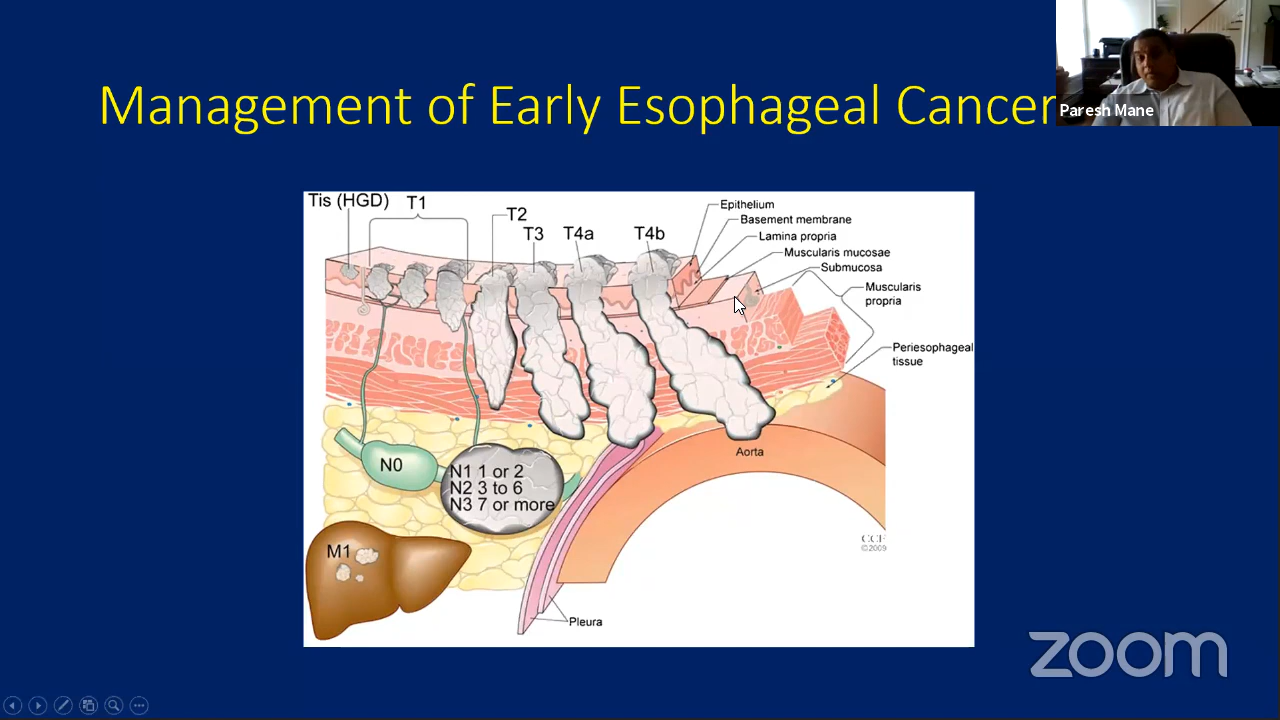 Management of Early Esophageal Cancer
Paresh Mane
Tis (HGD)
T1
T2
T3
T4a
T4b
Epithelium
Basement membrane
Lamina propria
Muscularis mucosae
Submucosa
Muscularis
propria
Periesophageal
tissue
Aorta
N0
N1 1 or 2
N2 3 to 6
N3 7 or more
M1
CCF
©2009
Pleura
zoom